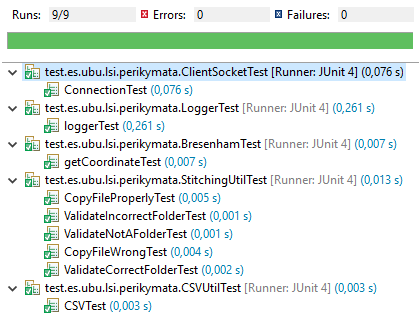 Runs: 9/9 Errors: 0 Failures: 0
test.es.ubu.lsi.perikymata.ClientSocketTest [Runner: JUnit 4] (0,076 s)
ConnectionTest (0,076 s)
test.es.ubu.lsi.perikymata.LoggerTest [Runner: JUnit 4] (0,261 s)
loggerTest (0,261 s)
test.es.ubu.lsi.perikymata.BresenhamTest [Runner: JUnit 4] (0,007 s)
getCoordinateTest (0,007 s)
test.es.ubu.lsi.perikymata.StitchingUtilTest [Runner: JUnit 4] (0,013 s)
CopyFileProperlyTest (0,005 s)
ValidateIncorrectFolderTest (0,001 s)
ValidateNotAFolderTest (0,001 s)
CopyFileWrongTest (0,004 s)
ValidateCorrectFolderTest (0,002 s)
test.es.ubu.lsi.perikymata.CSVUtilTest [Runner: JUnit 4] (0,003 s)
CSVTest (0,003 s)